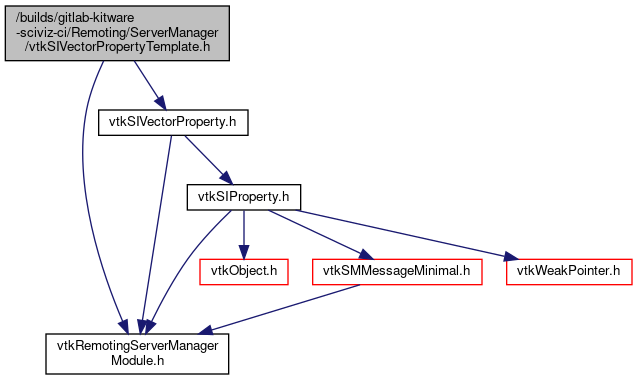 /builds/gitlab-kitware
-sciviz-ci/Remoting/ServerManager
/vtkSIVectorPropertyTemplate.h
vtkSIVectorProperty.h
vtkSIProperty.h
vtkObject.h
vtkSMMessageMinimal.h
vtkWeakPointer.h
vtkRemotingServerManager
Module.h